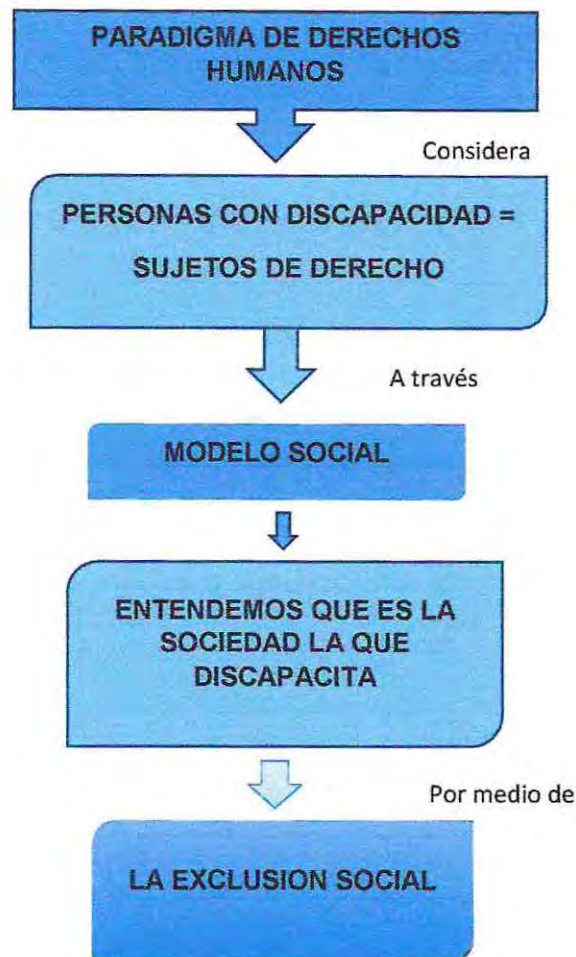 PARADIGMA DE DERECHOS
HUMANOS
Considera
PERSONAS CON DISCAPACIDAD =
SUJETOS DE DERECHO
A través
MODELO SOCIAL
ENTENDEMOS QUE ES LA
SOCIEDAD LA QUE
DISCAPACITA
Por medio de
LA EXCLUSION SOCIAL